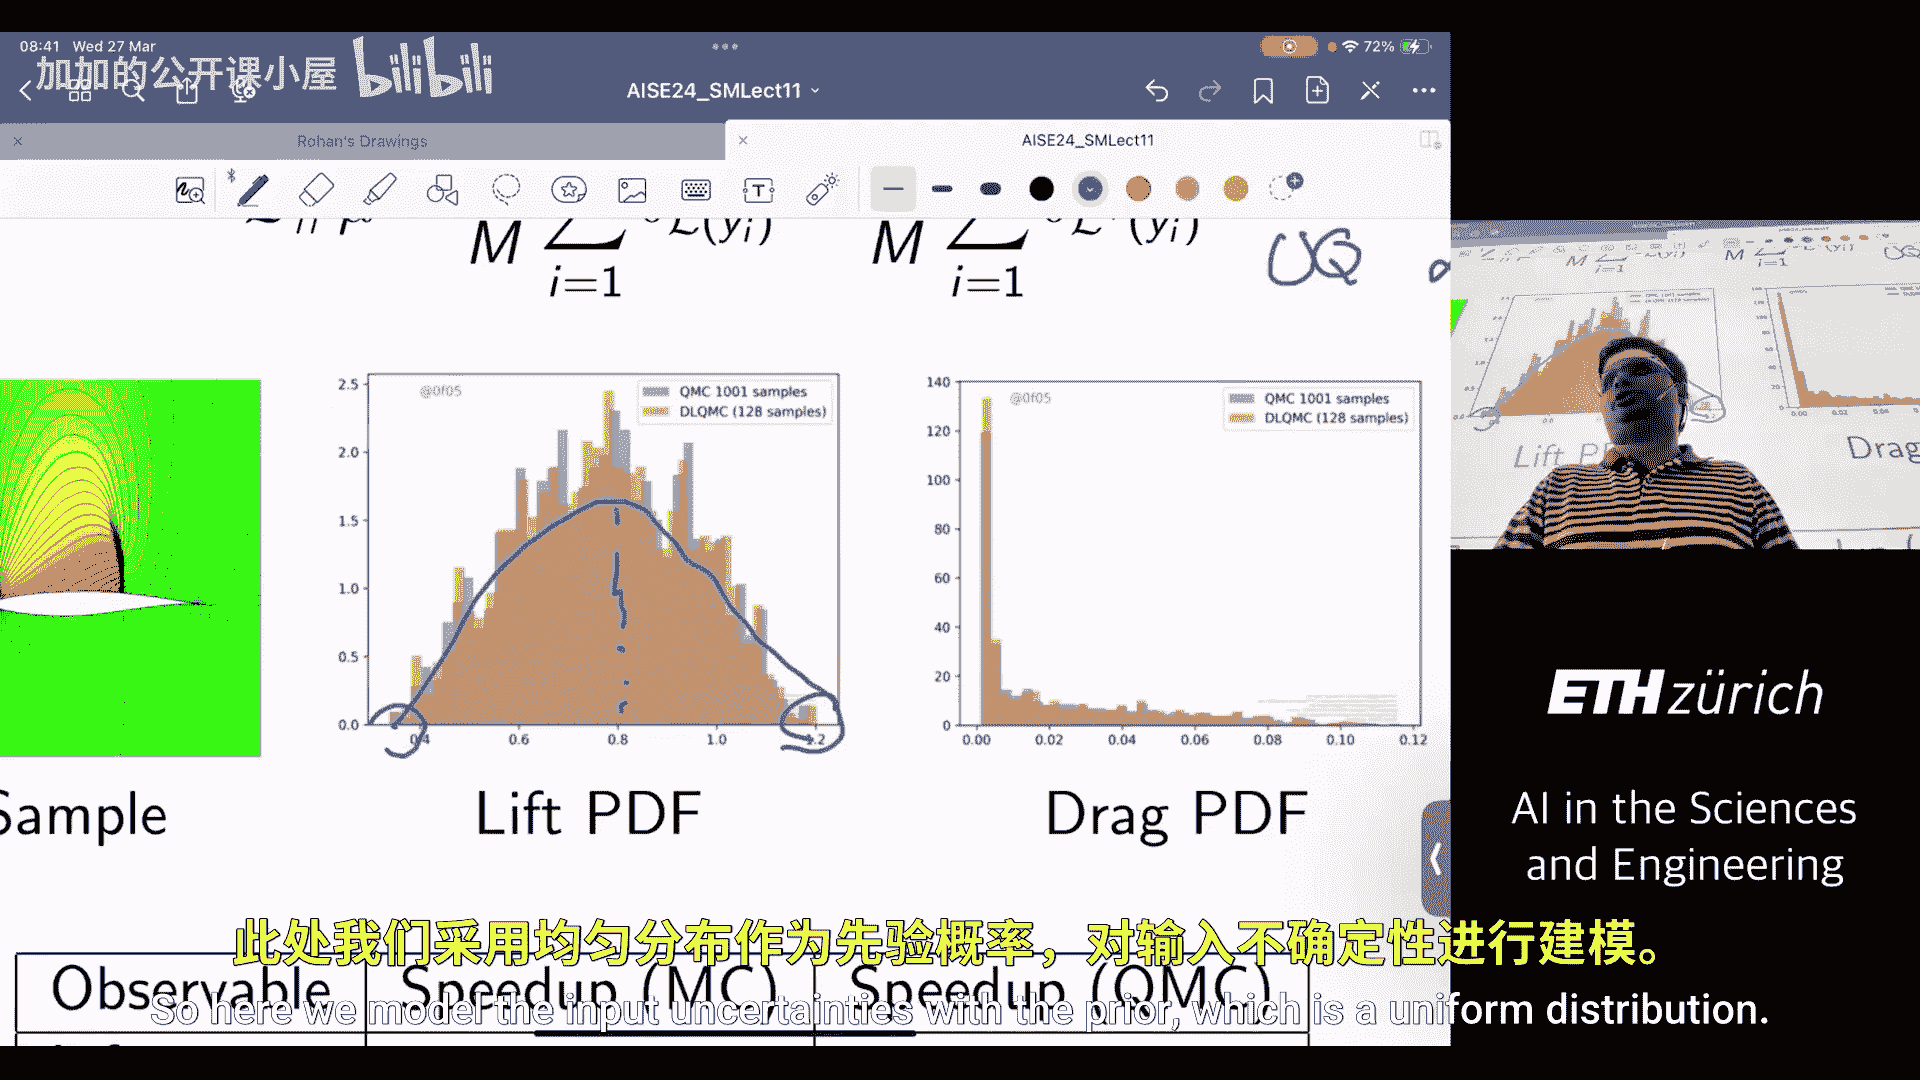 08:41 Wed 27 Mar
72%
加加的公开课小屋 bilibili
AISE24_SMLect11
Rohan's Drawings
AISE24_SMLect11
M ∑ i=1 (yi)
M ∑ i=1 (yi)
UQ
@0f05
QMC 1001 samples
DLQMC (128 samples)
2.5
2.0
1.5
1.0
0.5
0.0
0.4 0.6 0.8 1.0 1.2
@0f05
QMC 1001 samples
DLQMC (128 samples)
140
120
100
80
60
40
20
0
0.00 0.02 0.04 0.06 0.08 0.10 0.12
Sample
Lift PDF
Drag PDF
Observable Speedup (MC) Speedup (QMC)
此处我们采用均匀分布作为先验概率，对输入不确定性进行建模。
So here we model the input uncertainties with the prior, which is a uniform distribution.
ETH zürich
AI in the Sciences
and Engineering